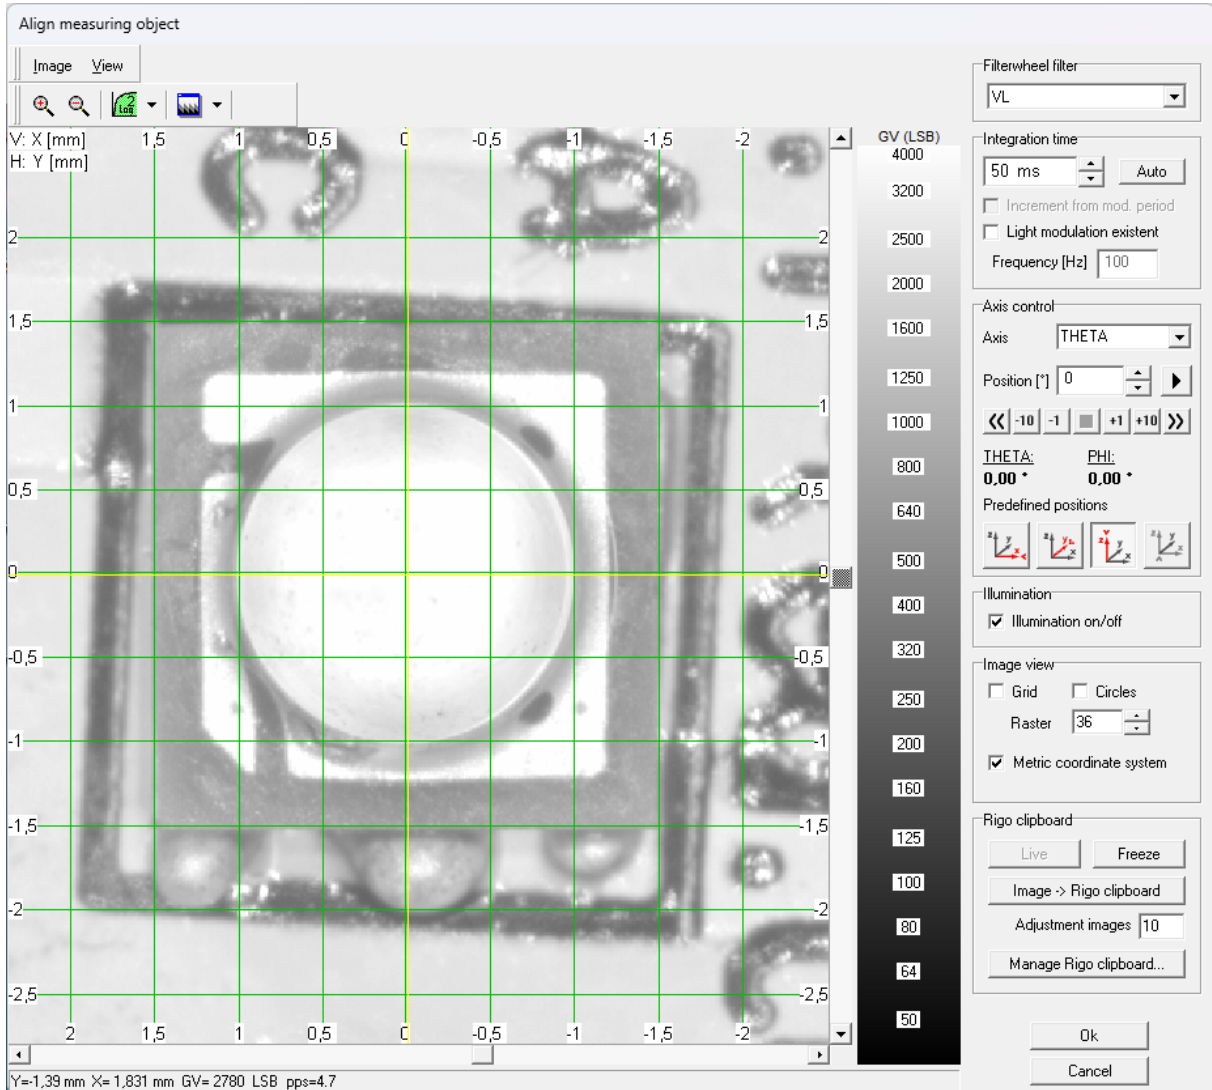 Align measuring object
Image View
log 2
V: X [mm]
H: Y [mm]
1,5 1 0,5 0 -0,5 -1 -1,5 -2
2 2
1,5 1,5
1 1
0,5 0,5
0 0
-0,5 -0,5
-1 -1
-1,5 -1,5
-2 -2
-2,5 -2,5
2 1,5 1 0,5 0 -0,5 -1 -1,5 -2
Y=-1,39 mm X= 1,831 mm GV= 2780 LSB pps=4.7
GV (LSB)
4000
3200
2500
2000
1600
1250
1000
800
640
500
400
320
250
200
160
125
100
80
64
50
Filterwheel filter
VL
Integration time
50 ms Auto
Increment from mod. period
Light modulation existent
Frequency [Hz] 100
Axis control
Axis THETA
Position [°] 0
-10 -1 +1 +10
THETA: PHI:
0,00 ° 0,00 °
Predefined positions
Illumination
Illumination on/off
Image view
Grid Circles
Raster 36
Metric coordinate system
Rigo clipboard
Live Freeze
Image -> Rigo clipboard
Adjustment images 10
Manage Rigo clipboard...
Ok
Cancel